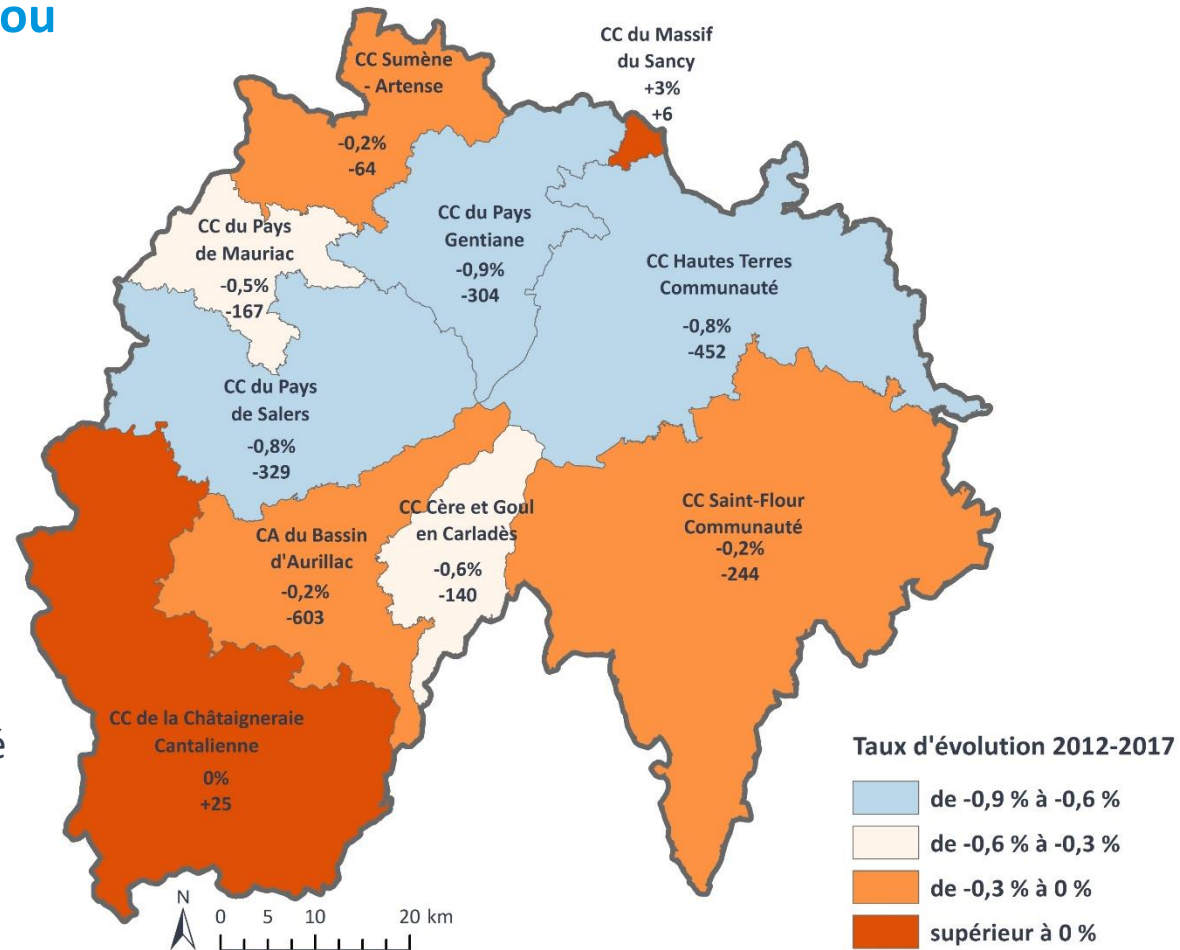 ou
CC du Massif
du Sancy
+3%
+6
CC Sumène
- Artense
-0,2%
-64
CC du Pays
de Mauriac
-0,5%
-167
CC du Pays
Gentiane
-0,9%
-304
CC Hautes Terres
Communauté
-0,8%
-452
CC du Pays
de Salers
-0,8%
-329
CA du Bassin
d'Aurillac
-0,2%
-603
CC Cère et Goul
en Carladès
-0,6%
-140
CC Saint-Flour
Communauté
-0,2%
-244
CC de la Châtaigneraie
Cantalienne
0%
+25
é
N
0 5 10 20 km
Taux d'évolution 2012-2017
de -0,9 % à -0,6 %
de -0,6 % à -0,3 %
de -0,3 % à 0 %
supérieur à 0 %